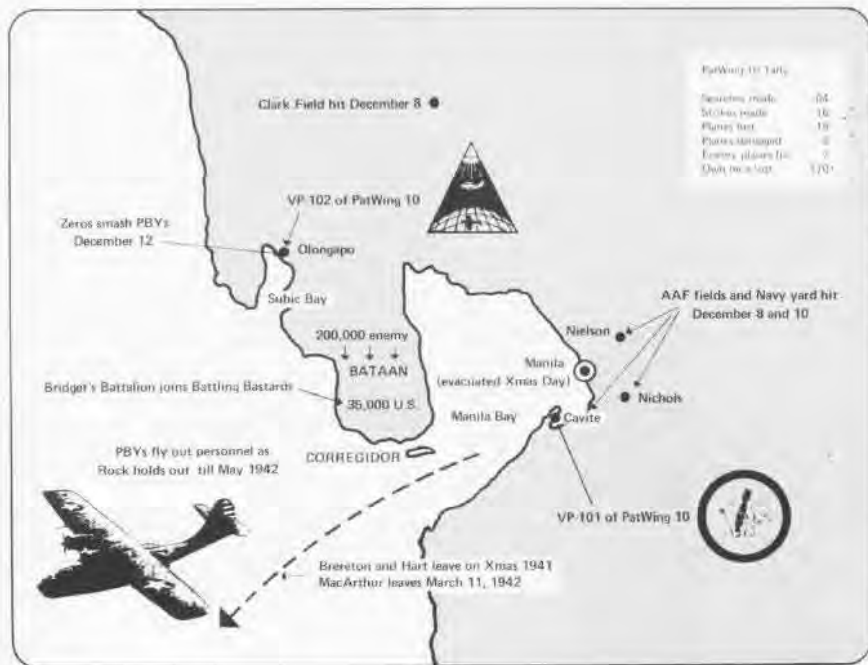 Clark Field hit December 8
PatWing 10 Tally
Searches made
Strikes made 16
Planes lost
Planes damaged
Enemy planes hit
Own men lost
VP-102 of PatWing 10
Zeros smash PBYs
December 12
Olongapo
Subic Bay
AAF fields and Navy yard hit
December 8 and 10
Nielson
200,000 enemy
BATAAN
Manila
(evacuated Xmas Day)
Bridget's Battalion joins Battling Bastards
35,000 U.S.
Nichols
Manila Bay
Cavite
CORREGIDOR
PBYs fly out personnel as
Rock holds out till May 1942
VP-101 of PatWing 10
Brereton and Hart leave on Xmas 1941
MacArthur leaves March 11, 1942